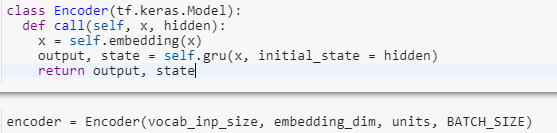 class Encoder(tf.keras.Model):
  def call(self, x, hidden):
    x = self.embedding(x)
    output, state = self.gru(x, initial_state = hidden)
    return output, state
encoder = Encoder(vocab_inp_size, embedding_dim, units, BATCH_SIZE)